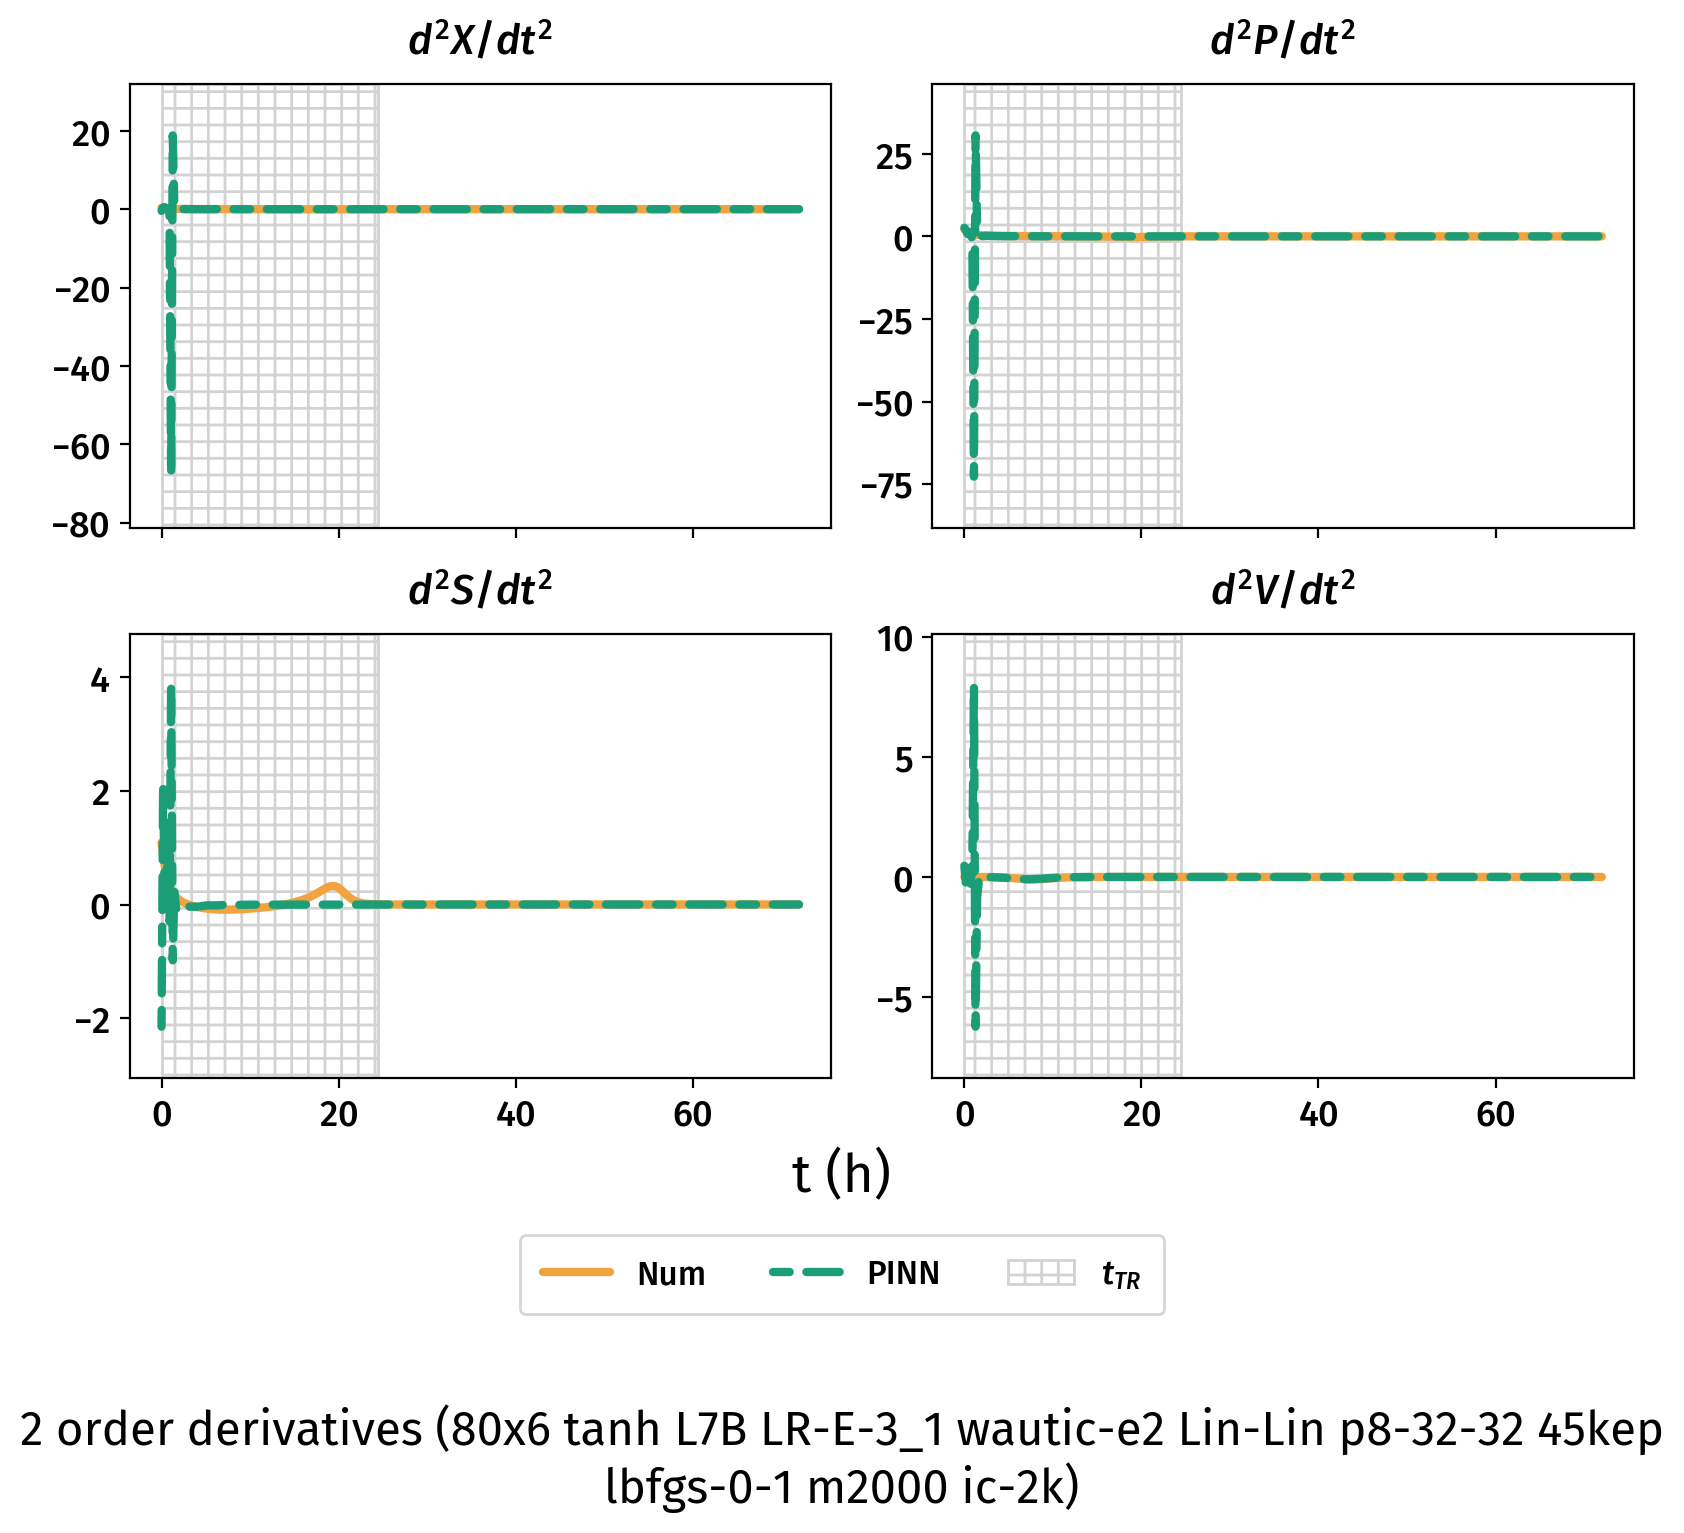 d²X/dt²
d²P/dt²
20
0
−20
−40
−60
−80
25
0
−25
−50
−75
d²S/dt²
d²V/dt²
4
2
0
−2
10
5
0
−5
0 20 40 60
0 20 40 60
t (h)
Num PINN t_TR
2 order derivatives (80x6 tanh L7B LR-E-3_1 wautic-e2 Lin-Lin p8-32-32 45kep
lbfgs-0-1 m2000 ic-2k)